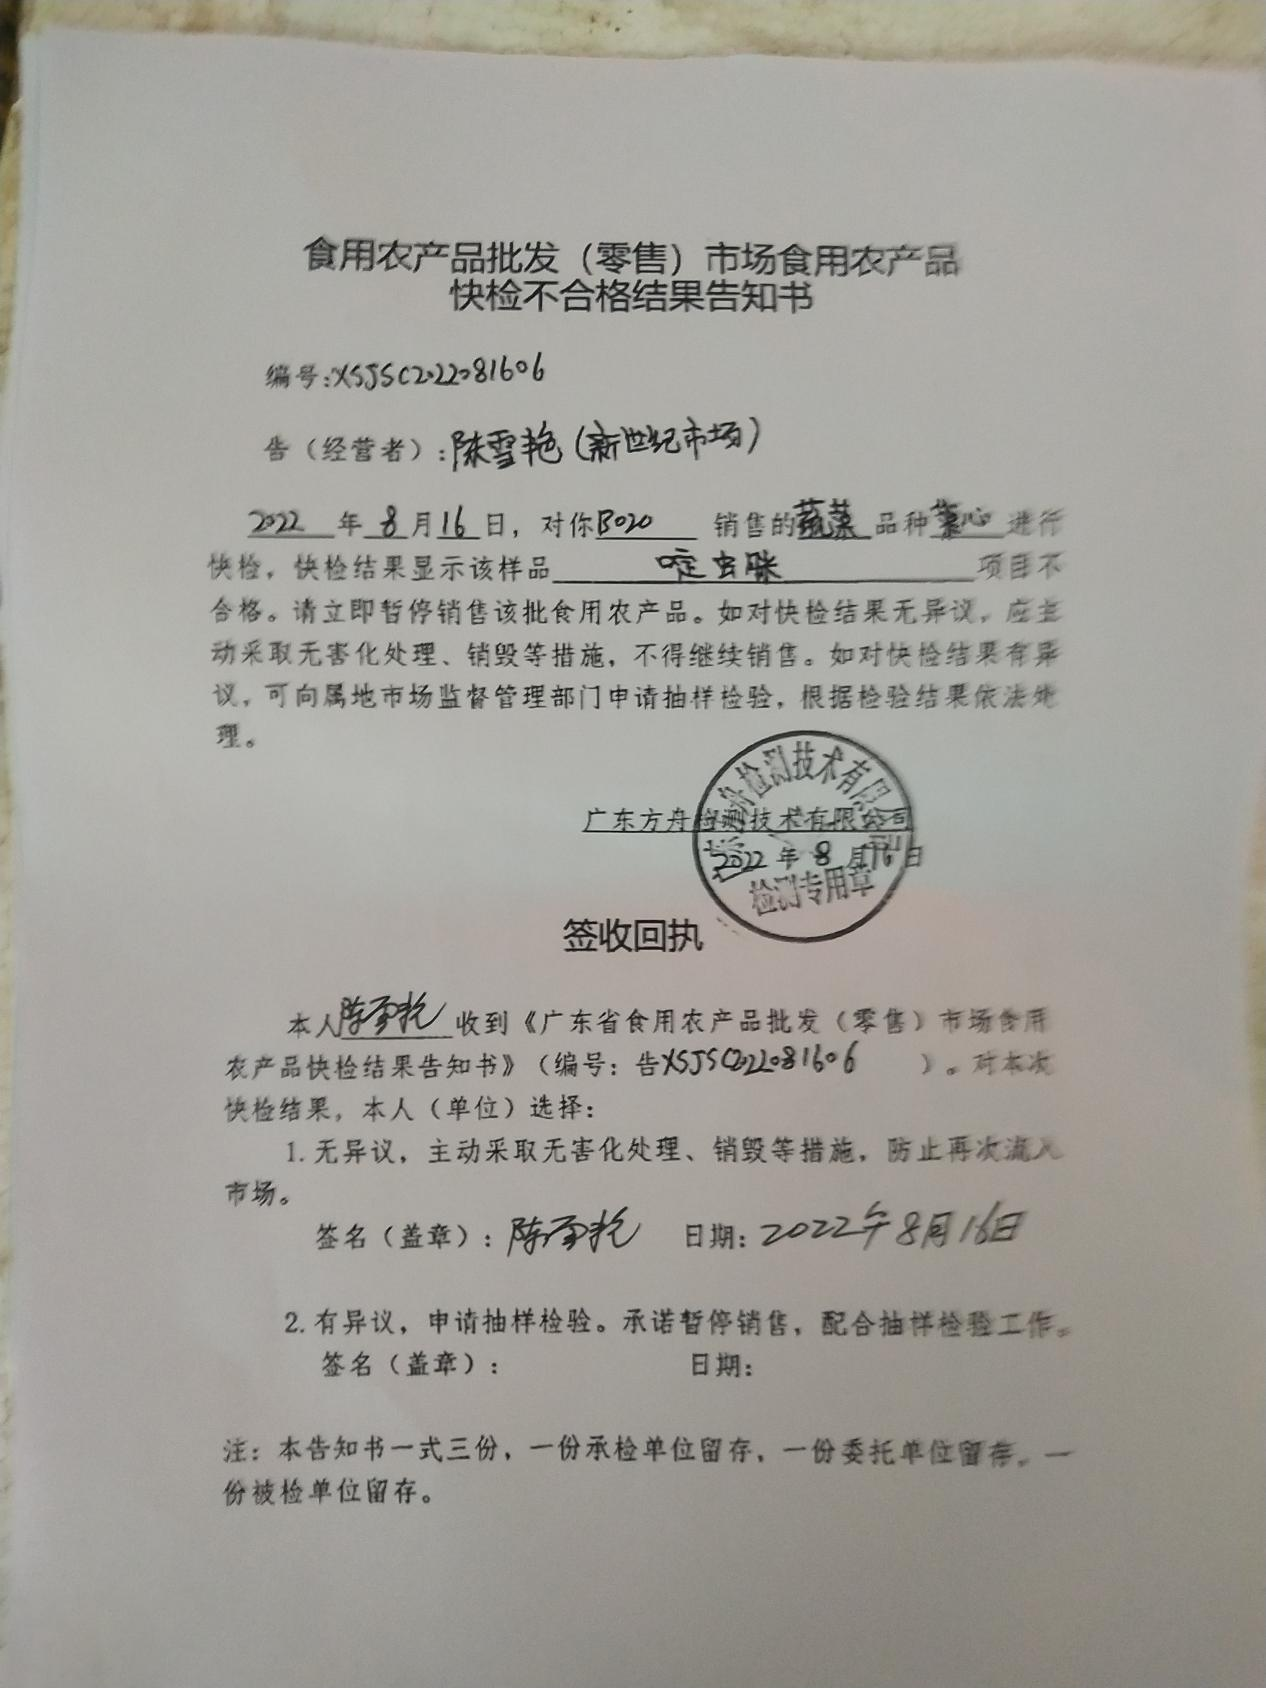 食用农产品批发（零售）市场食用农产品
快检不合格结果告知书
编号:XSJSC2022081606
告（经营者）:陈雪艳(新世纪市场)
2022 年 8 月 16 日，对你 B020 销售的 蔬菜 品种 菜心 进行
快检，快检结果显示该样品 啶虫脒 项目不
合格。请立即暂停销售该批食用农产品。如对快检结果无异议，应主
动采取无害化处理、销毁等措施，不得继续销售。如对快检结果有异
议，可向属地市场监督管理部门申请抽样检验，根据检验结果依法处
理。
舟检测技术有限
广东方舟检测技术有限公司
2022 年 8 月 16 日
检测专用章
签收回执
本人 陈雪艳 收到《广东省食用农产品批发（零售）市场食用
农产品快检结果告知书》（编号：告XSJSC2022081606 ）。对本次
快检结果，本人（单位）选择：
1. 无异议，主动采取无害化处理、销毁等措施，防止再次流入
市场。
签名（盖章）：陈雪艳 日期：2022年8月16日
2. 有异议，申请抽样检验。承诺暂停销售，配合抽样检验工作。
签名（盖章）： 日期：
注：本告知书一式三份，一份承检单位留存，一份委托单位留存，一
份被检单位留存。